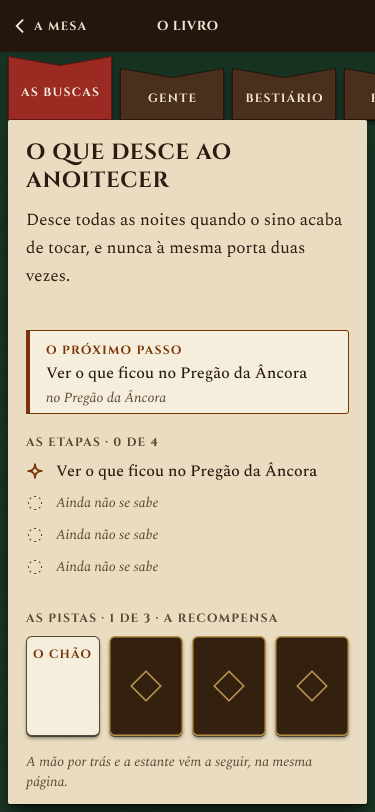 A MESA
O LIVRO
AS BUSCAS
GENTE
BESTIÁRIO
O QUE DESCE AO
ANOITECER
Desce todas as noites quando o sino acaba
de tocar, e nunca à mesma porta duas
vezes.
O PRÓXIMO PASSO
Ver o que ficou no Pregão da Âncora
no Pregão da Âncora
AS ETAPAS · 0 DE 4
Ver o que ficou no Pregão da Âncora
Ainda não se sabe
Ainda não se sabe
Ainda não se sabe
AS PISTAS · 1 DE 3 · A RECOMPENSA
O CHÃO
A mão por trás e a estante vêm a seguir, na mesma
página.